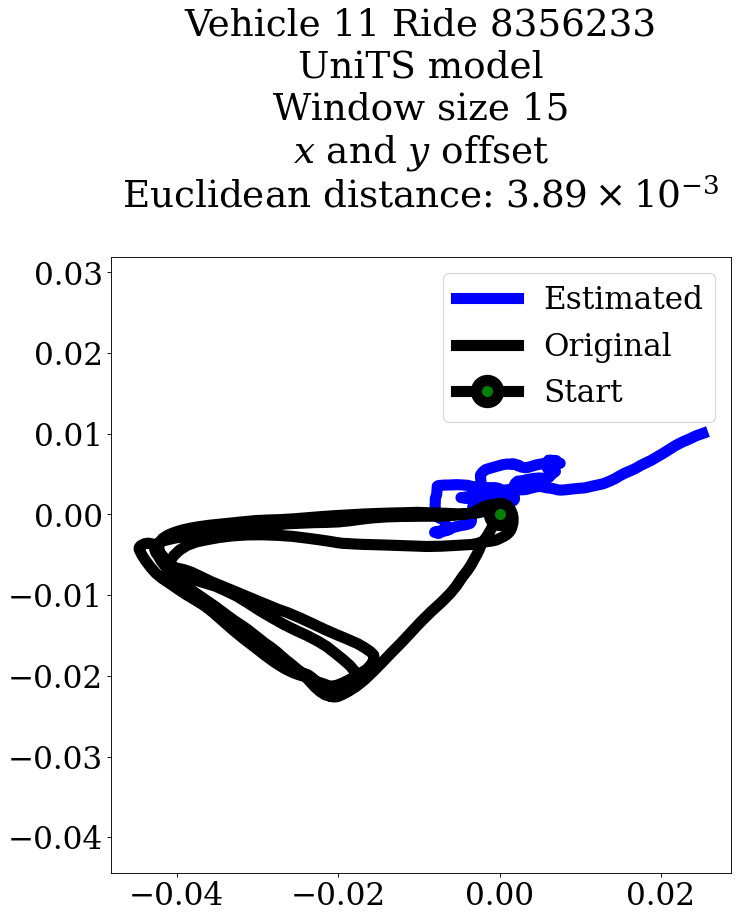 Vehicle 11 Ride 8356233
UniTS model
Window size 15
x and y offset
Euclidean distance: 3.89 × 10⁻³
Estimated
Original
Start
0.03
0.02
0.01
0.00
−0.01
−0.02
−0.03
−0.04
−0.04 −0.02 0.00 0.02